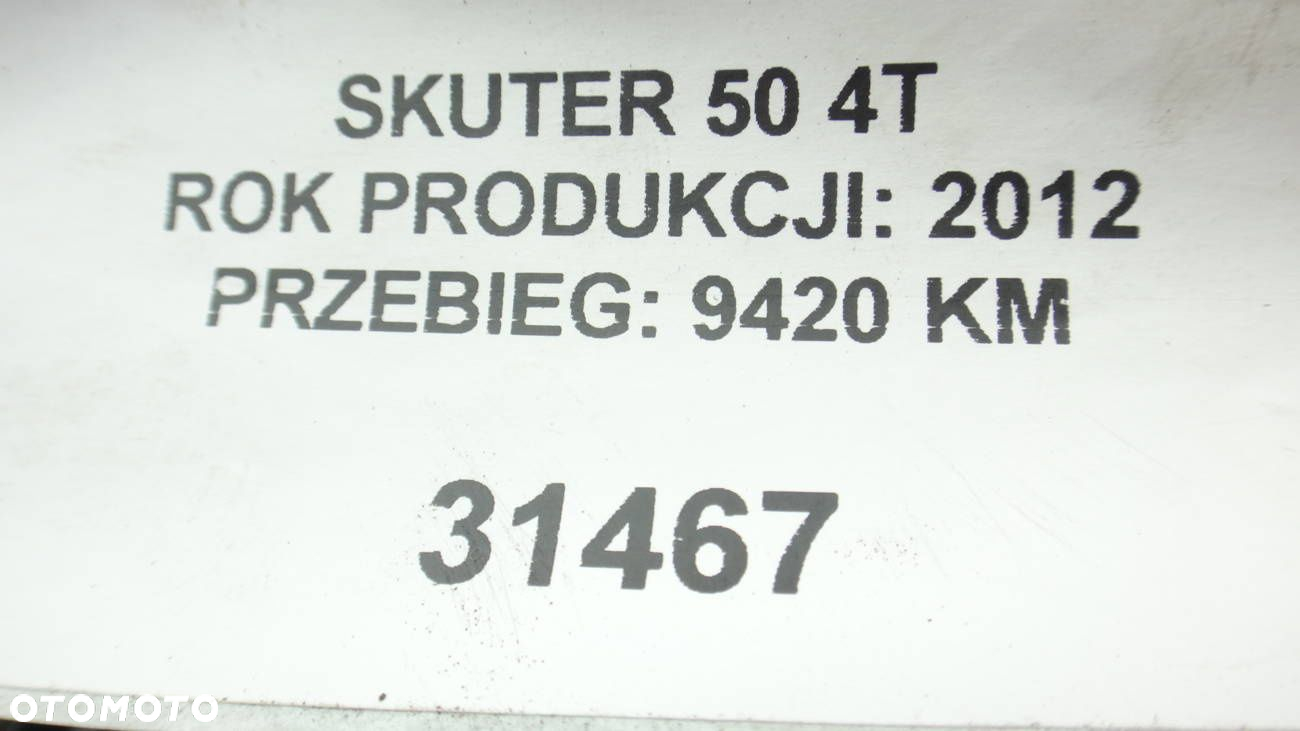 SKUTER 50 4T
ROK PRODUKCJI: 2012
PRZEBIEG: 9420 KM
31467
OTOMOTO